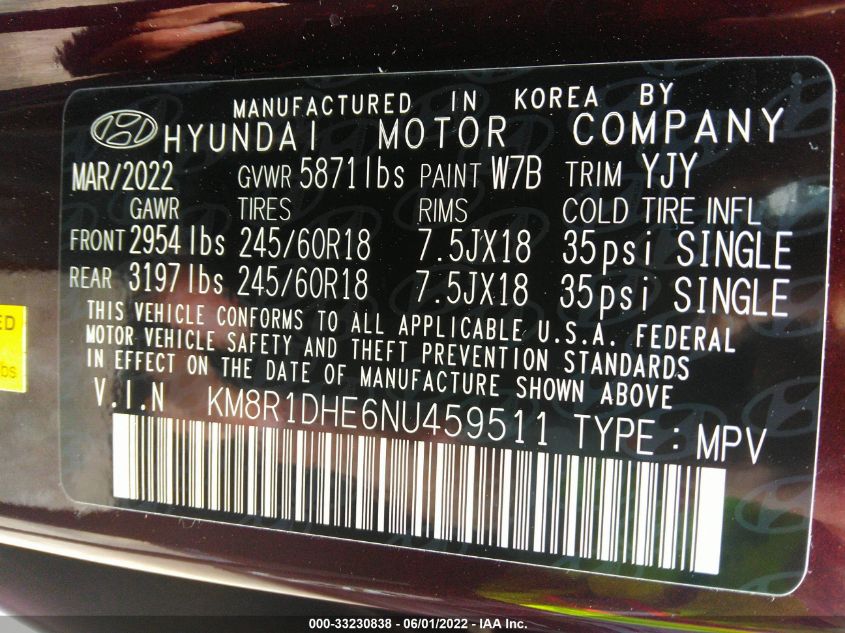 MANUFACTURED IN KOREA BY
HYUNDAI MOTOR COMPANY
MAR/2022 GVWR 5871lbs PAINT W7B TRIM YJY
GAWR TIRES RIMS COLD TIRE INFL
FRONT 2954lbs 245/60R18 7.5JX18 35psi SINGLE
REAR 3197lbs 245/60R18 7.5JX18 35psi SINGLE
THIS VEHICLE CONFORMS TO ALL APPLICABLE U.S.A. FEDERAL
MOTOR VEHICLE SAFETY AND THEFT PREVENTION STANDARDS
IN EFFECT ON THE DATE OF MANUFACTURE SHOWN ABOVE
V.I.N KM8R1DHE6NU459511 TYPE : MPV
000-33230838 - 06/01/2022 - IAA Inc.